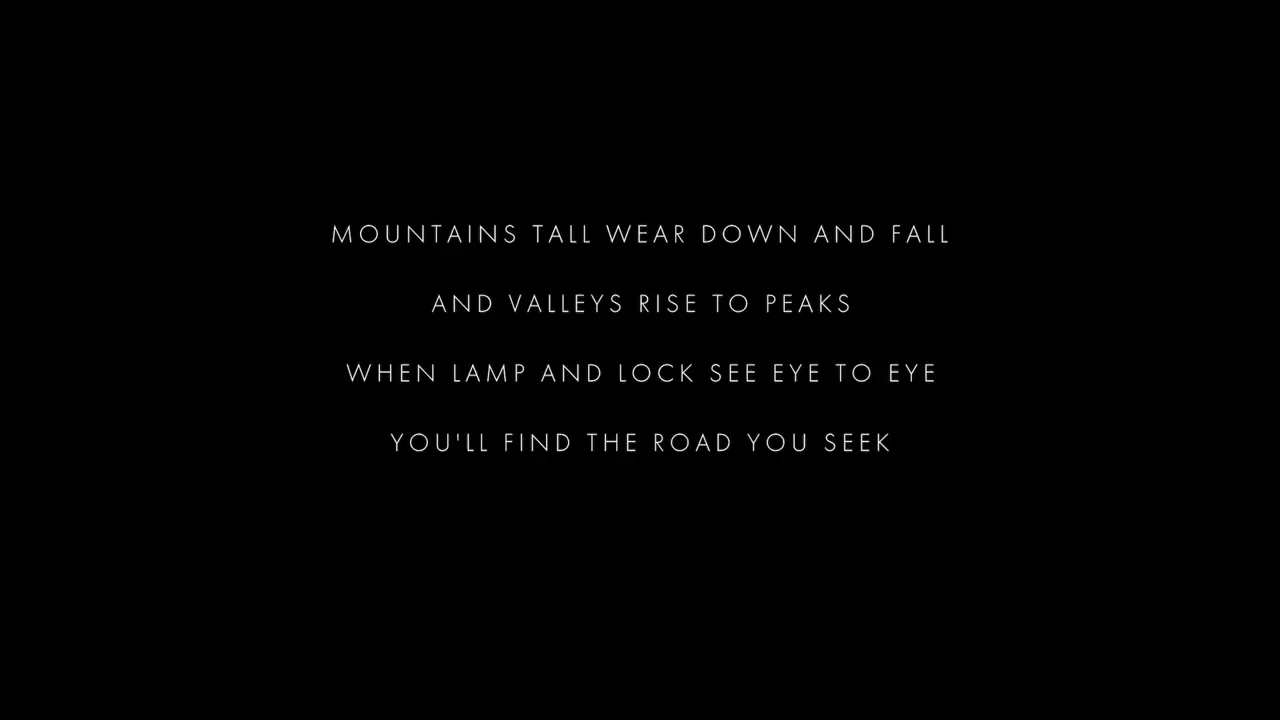 MOUNTAINS TALL WEAR DOWN AND FALL
AND VALLEYS RISE TO PEAKS
WHEN LAMP AND LOCK SEE EYE TO EYE
YOU'LL FIND THE ROAD YOU SEEK